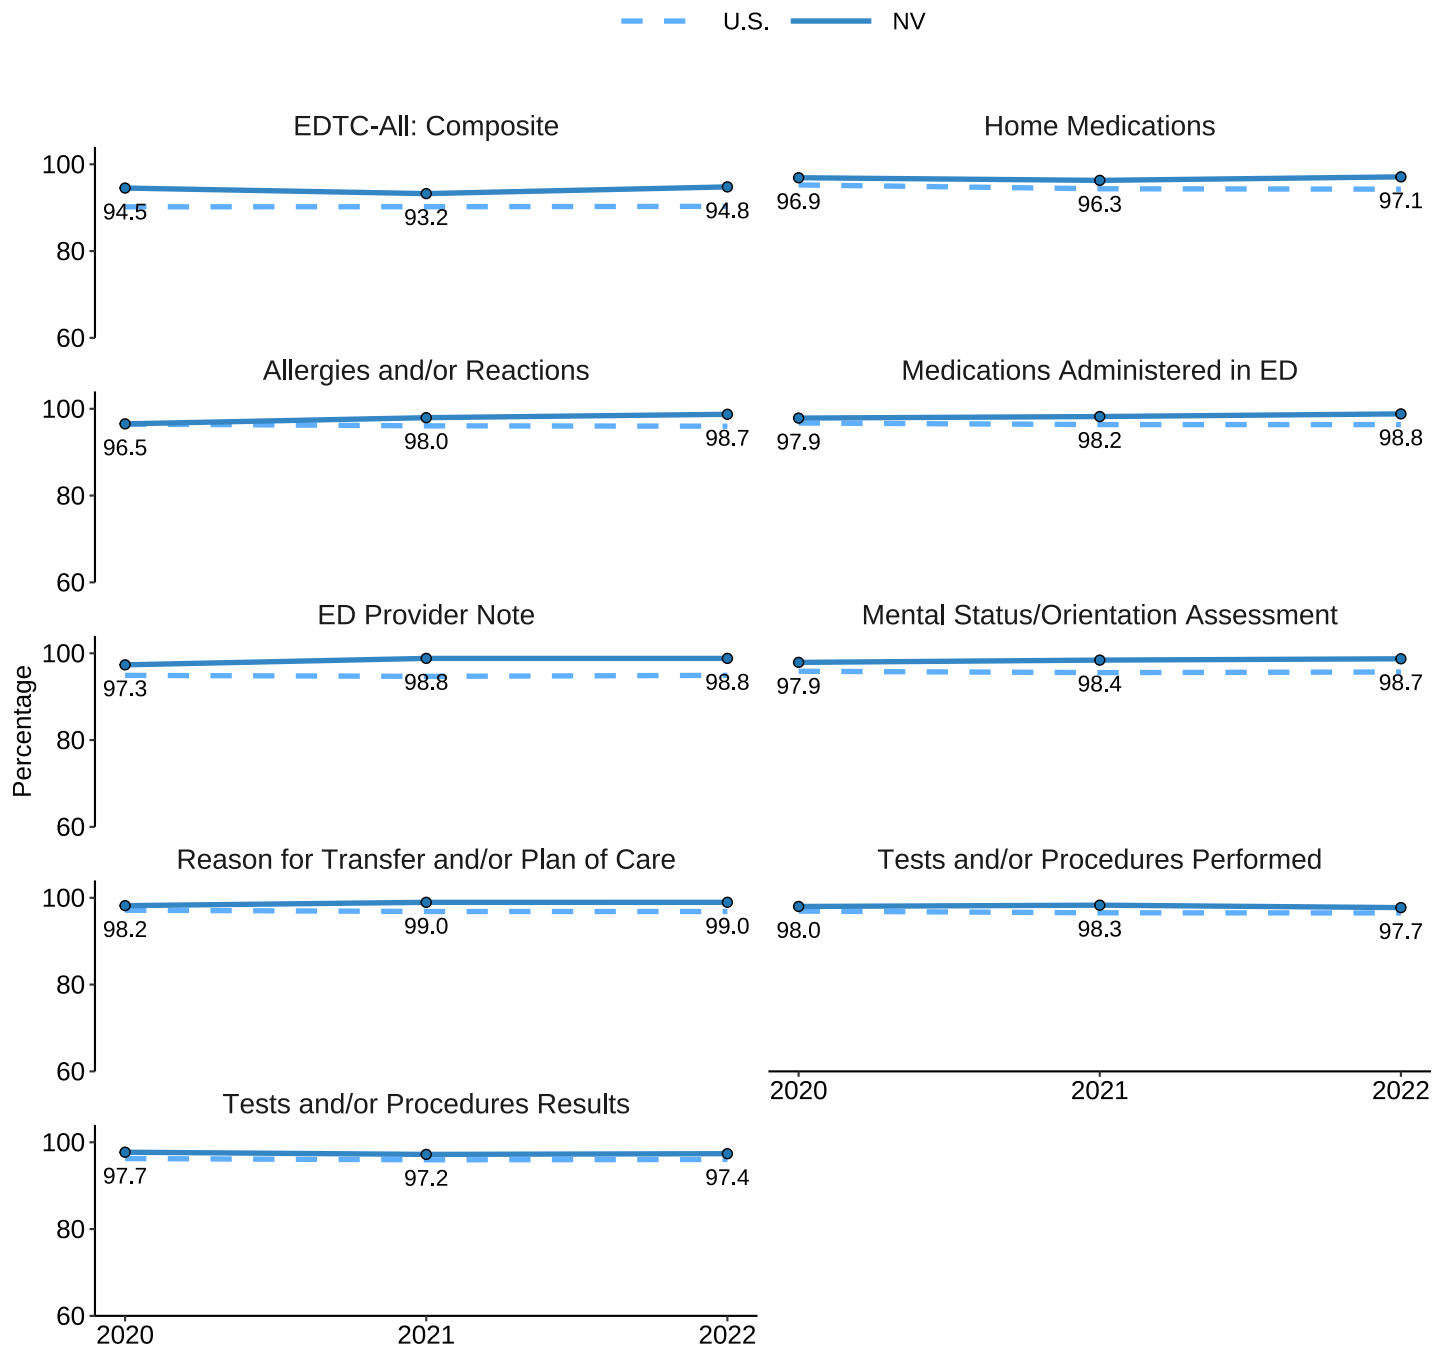 U.S. NV
EDTC-All: Composite
100
80
60
94.5 93.2 94.8
Home Medications
96.9 96.3 97.1
Allergies and/or Reactions
100
80
60
96.5 98.0 98.7
Medications Administered in ED
97.9 98.2 98.8
Percentage
ED Provider Note
100
80
60
97.3 98.8 98.8
Mental Status/Orientation Assessment
97.9 98.4 98.7
Reason for Transfer and/or Plan of Care
100
80
60
98.2 99.0 99.0
Tests and/or Procedures Performed
98.0 98.3 97.7
2020 2021 2022
Tests and/or Procedures Results
100
80
60
97.7 97.2 97.4
2020 2021 2022